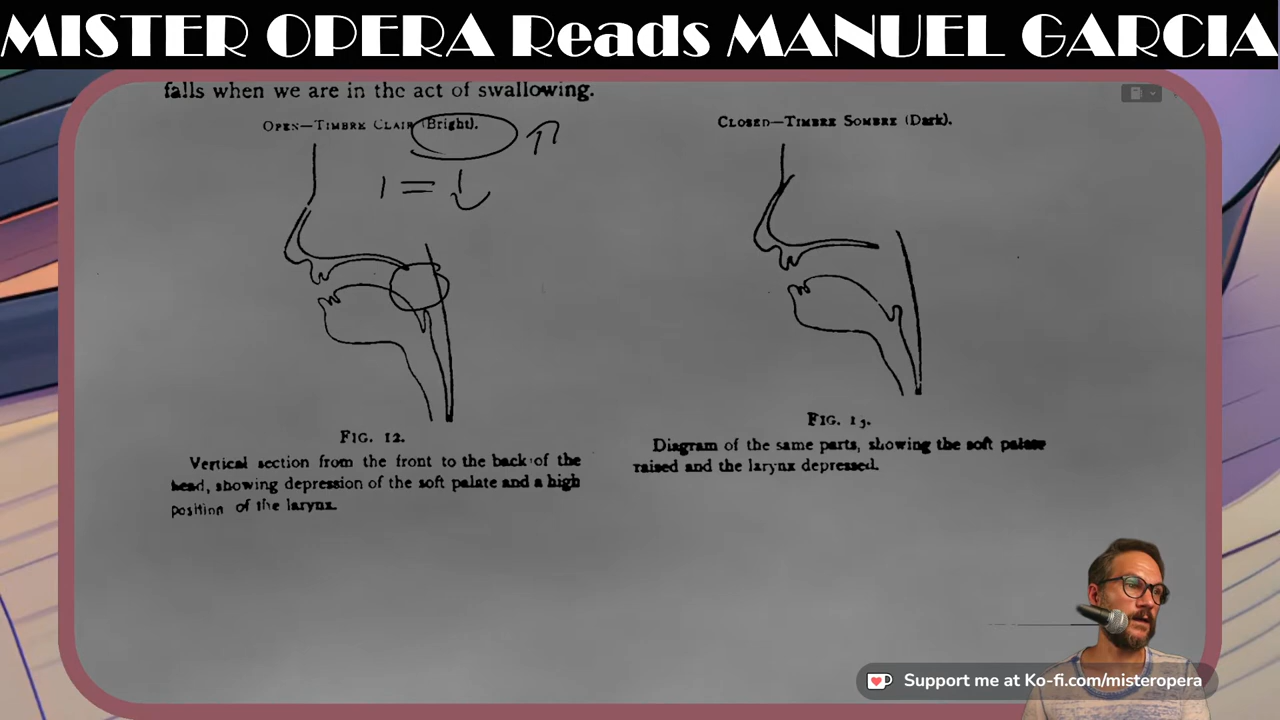 MISTER OPERA Reads MANUEL GARCIA
falls when we are in the act of swallowing.
OPEN—TIMBRE CLAIR (Bright).
CLOSED—TIMBRE SOMBRE (Dark).
FIG. 12.
Vertical section from the front to the back of the
head, showing depression of the soft palate and a high
position of the larynx.
FIG. 13.
Diagram of the same parts, showing the soft palate
raised and the larynx depressed.
Support me at Ko-fi.com/misteropera